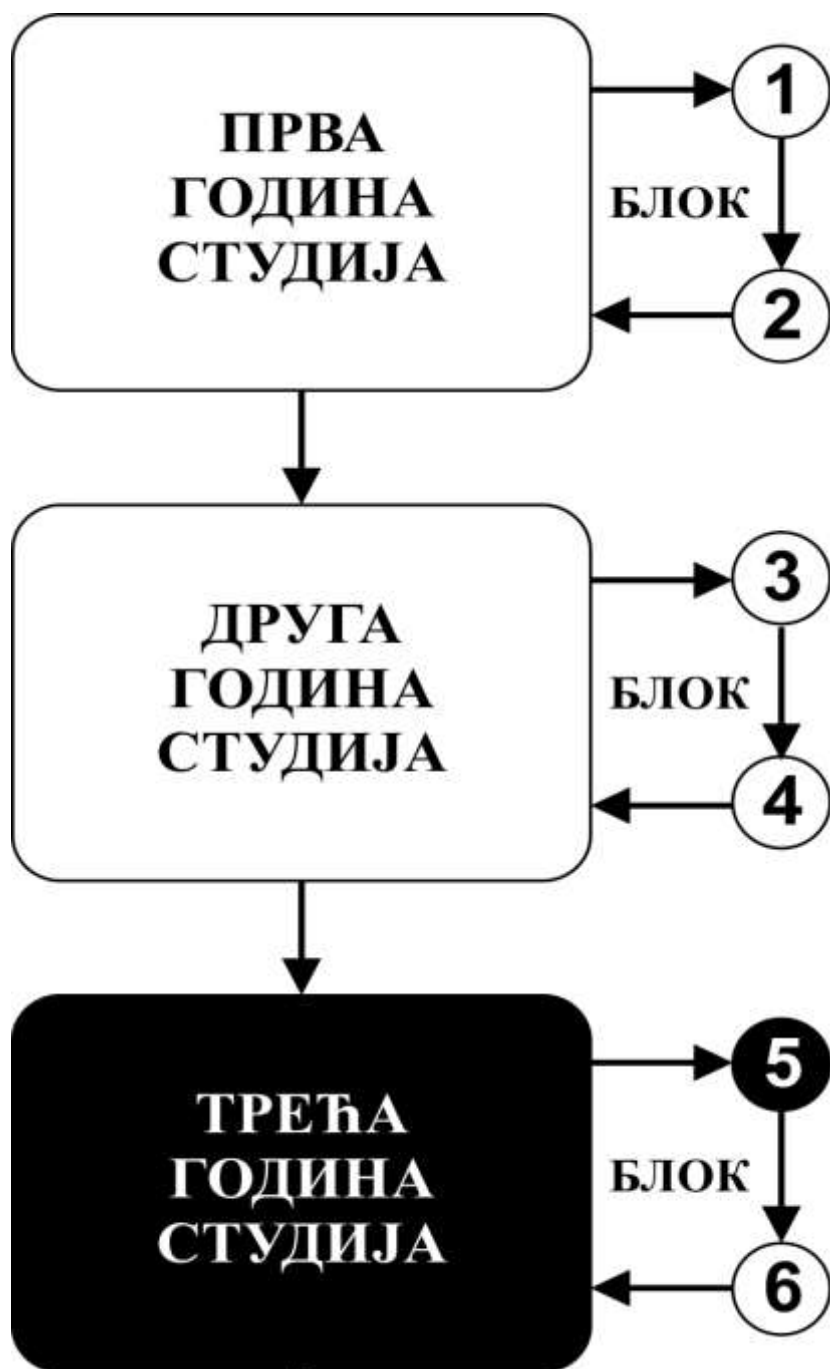 ПРВА
ГОДИНА
СТУДИЈА
1
БЛОК
2
ДРУГА
ГОДИНА
СТУДИЈА
3
БЛОК
4
ТРЕЋА
ГОДИНА
СТУДИЈА
5
БЛОК
6